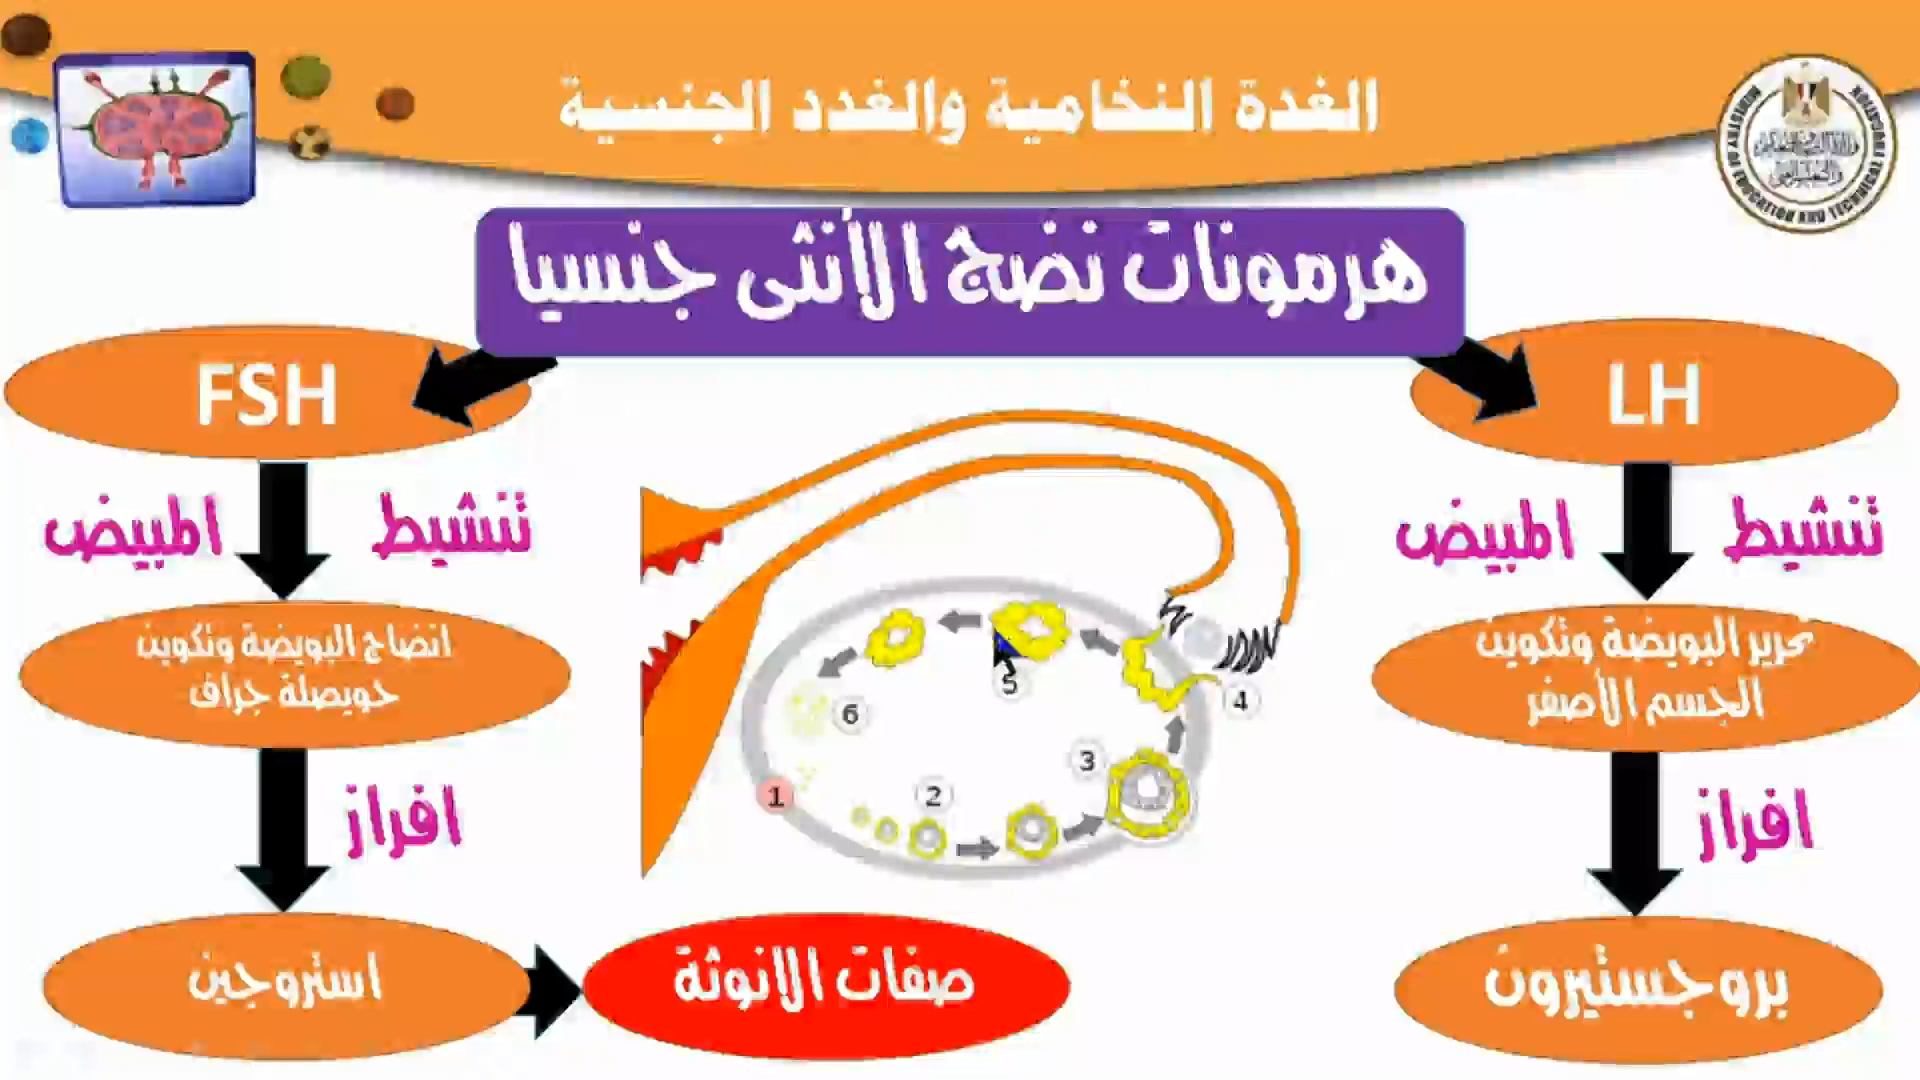 الغدة النخامية والغدد الجنسية
هرمونات نضج الأنثى جنسيا
LH
تنشيط المبيض
تحرير البويضة وتكوين
الجسم الأصفر
افراز
بروجستيرون
FSH
تنشيط المبيض
انضاج البويضة وتكوين
حويصلة جراف
افراز
استروجين
صفات الانوثة
1
2
3
4
5
6